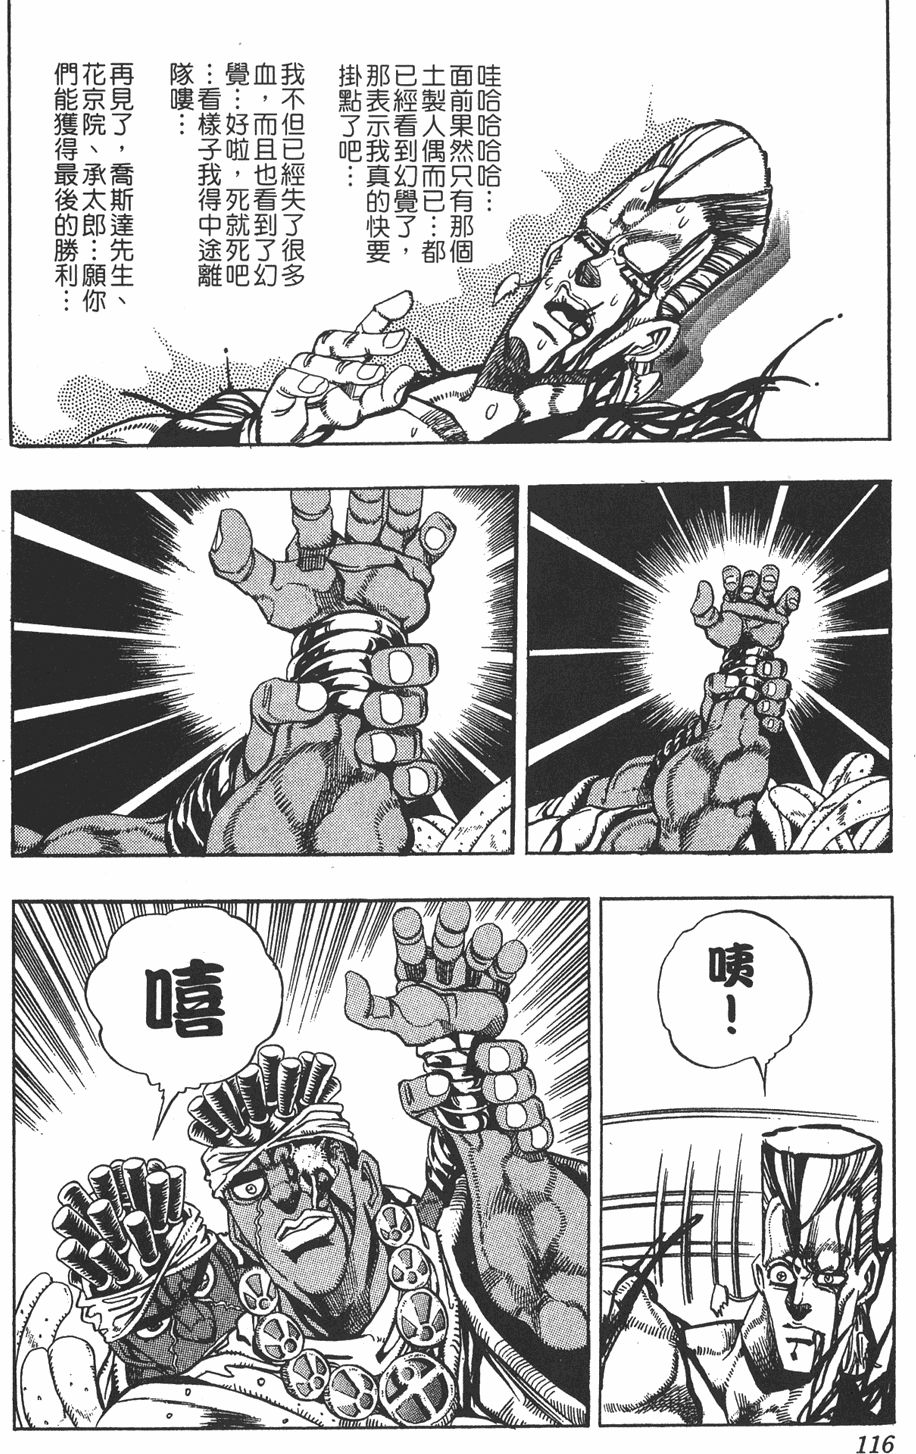 哇哈哈哈哈…
面前果然只有那個
土製人偶而已…都
已經看到幻覺了，
那表示我真的快要
掛點了吧…
我不但已經失了很多
血，而且也看到了幻
覺…好啦，死就死吧
…看樣子我得中途離
隊嘍…
再見了，喬斯達先生、
花京院、承太郎…願你
們能獲得最後的勝利…
咦！
嘻
116